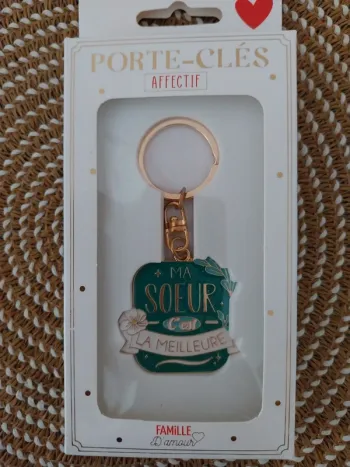 PORTE-CLÉS
AFFECTIF
MA
SOEUR
C'est
LA MEILLEURE
FAMiLLE
D'amour